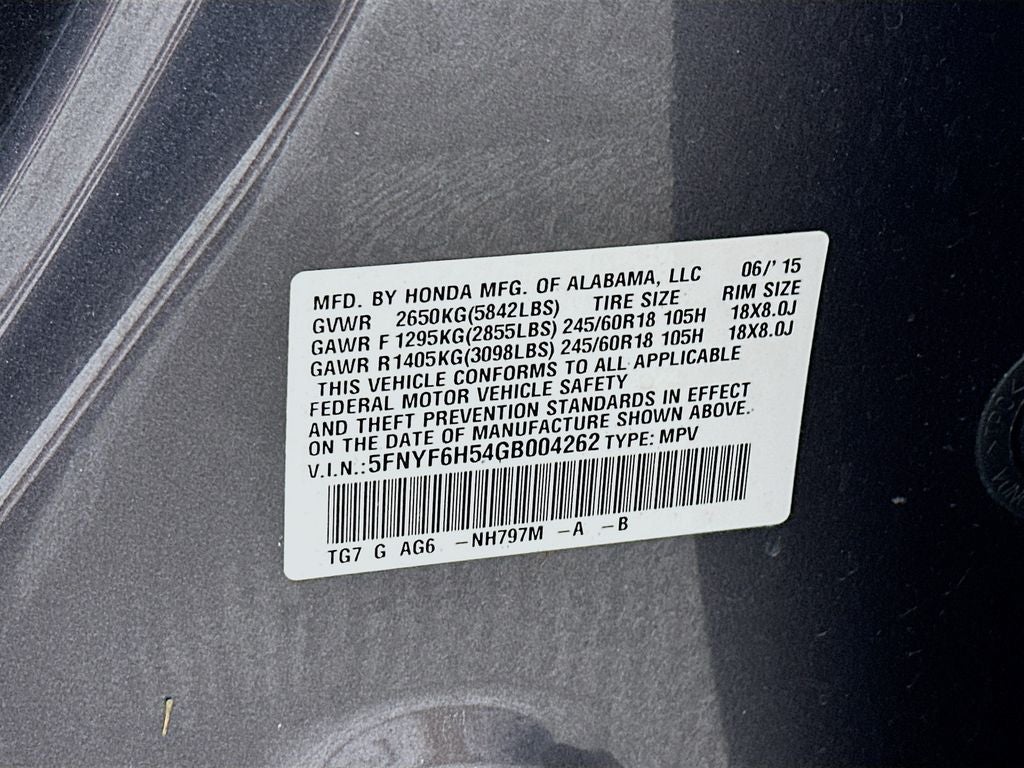 MFD. BY HONDA MFG. OF ALABAMA, LLC 06/'15
GVWR 2650KG(5842LBS) TIRE SIZE RIM SIZE
GAWR F 1295KG(2855LBS) 245/60R18 105H 18X8.0J
GAWR R 1405KG(3098LBS) 245/60R18 105H 18X8.0J
THIS VEHICLE CONFORMS TO ALL APPLICABLE
FEDERAL MOTOR VEHICLE SAFETY
AND THEFT PREVENTION STANDARDS IN EFFECT
ON THE DATE OF MANUFACTURE SHOWN ABOVE.
V.I.N.:5FNYF6H54GB004262 TYPE: MPV
TG7 G AG6 -NH797M -A -B